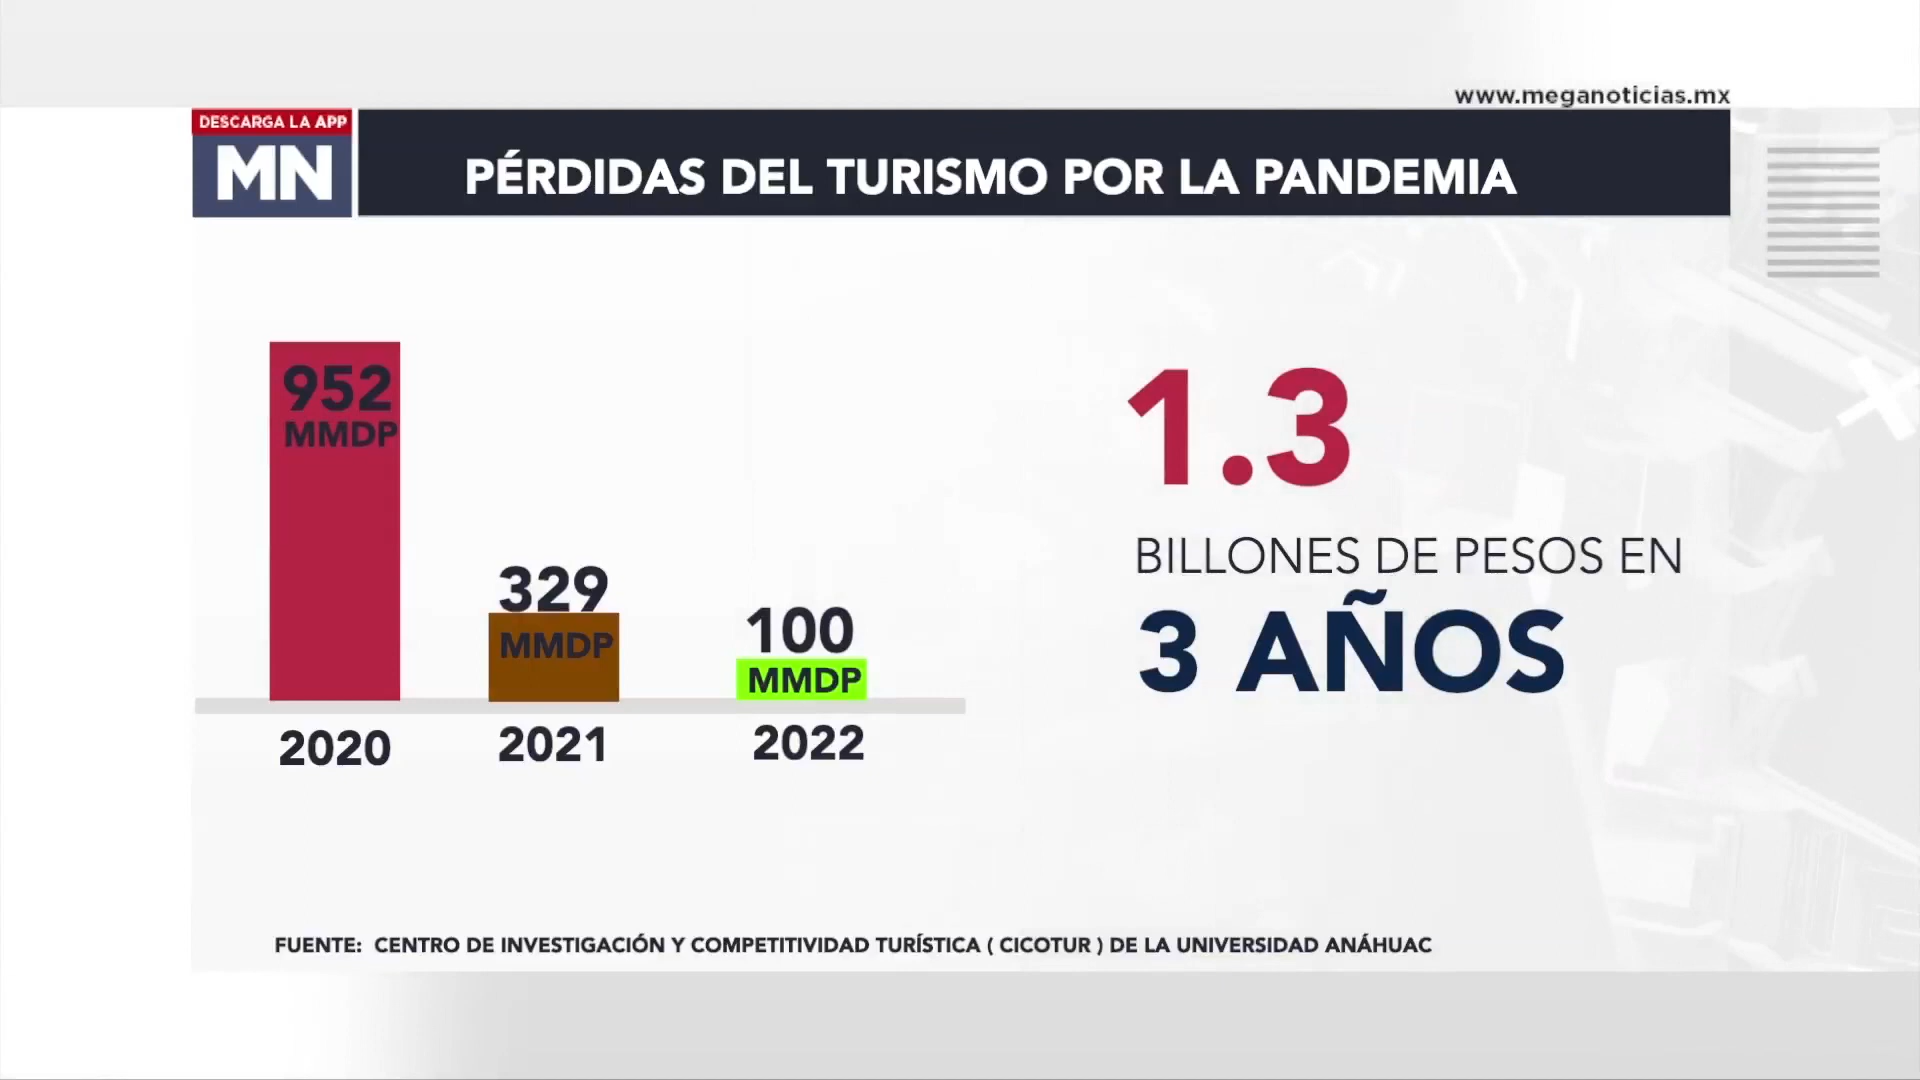 www.meganoticias.mx
DESCARGA LA APP
MN
PÉRDIDAS DEL TURISMO POR LA PANDEMIA
952
MMDP
329
MMDP
100
MMDP
2020
2021
2022
1.3
BILLONES DE PESOS EN
3 AÑOS
FUENTE: CENTRO DE INVESTIGACIÓN Y COMPETITIVIDAD TURÍSTICA ( CICOTUR ) DE LA UNIVERSIDAD ANÁHUAC